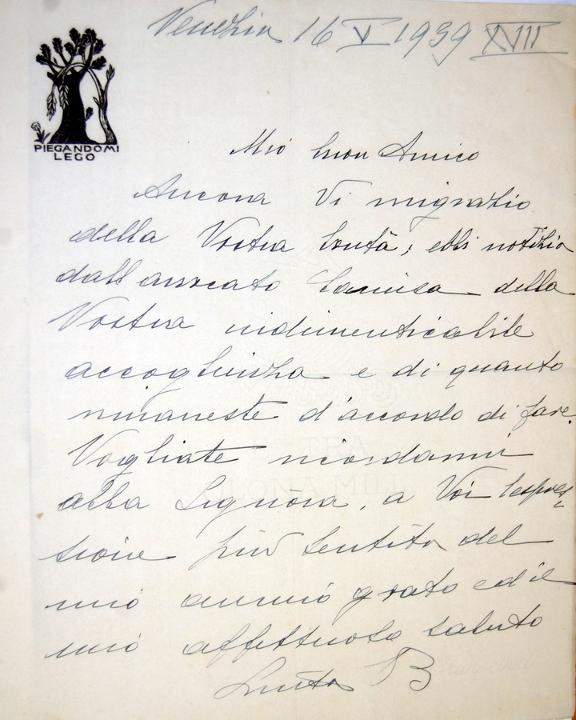 Venezia 16 V 1939 XVII
PIEGANDOMI
LEGO
Mio buon Amico
Ancora Vi ringrazio
della Vostra bontà; ebbi notizia
dall'avvocato della
Vostra indimenticabile
accoglienza e di quanto
rimaneste d'accordo di fare.
Vogliate ricordarmi
alla Signora, a Voi l'espres=
sione più sentita del
mio animo grato ed il
mio affettuoso saluto
B